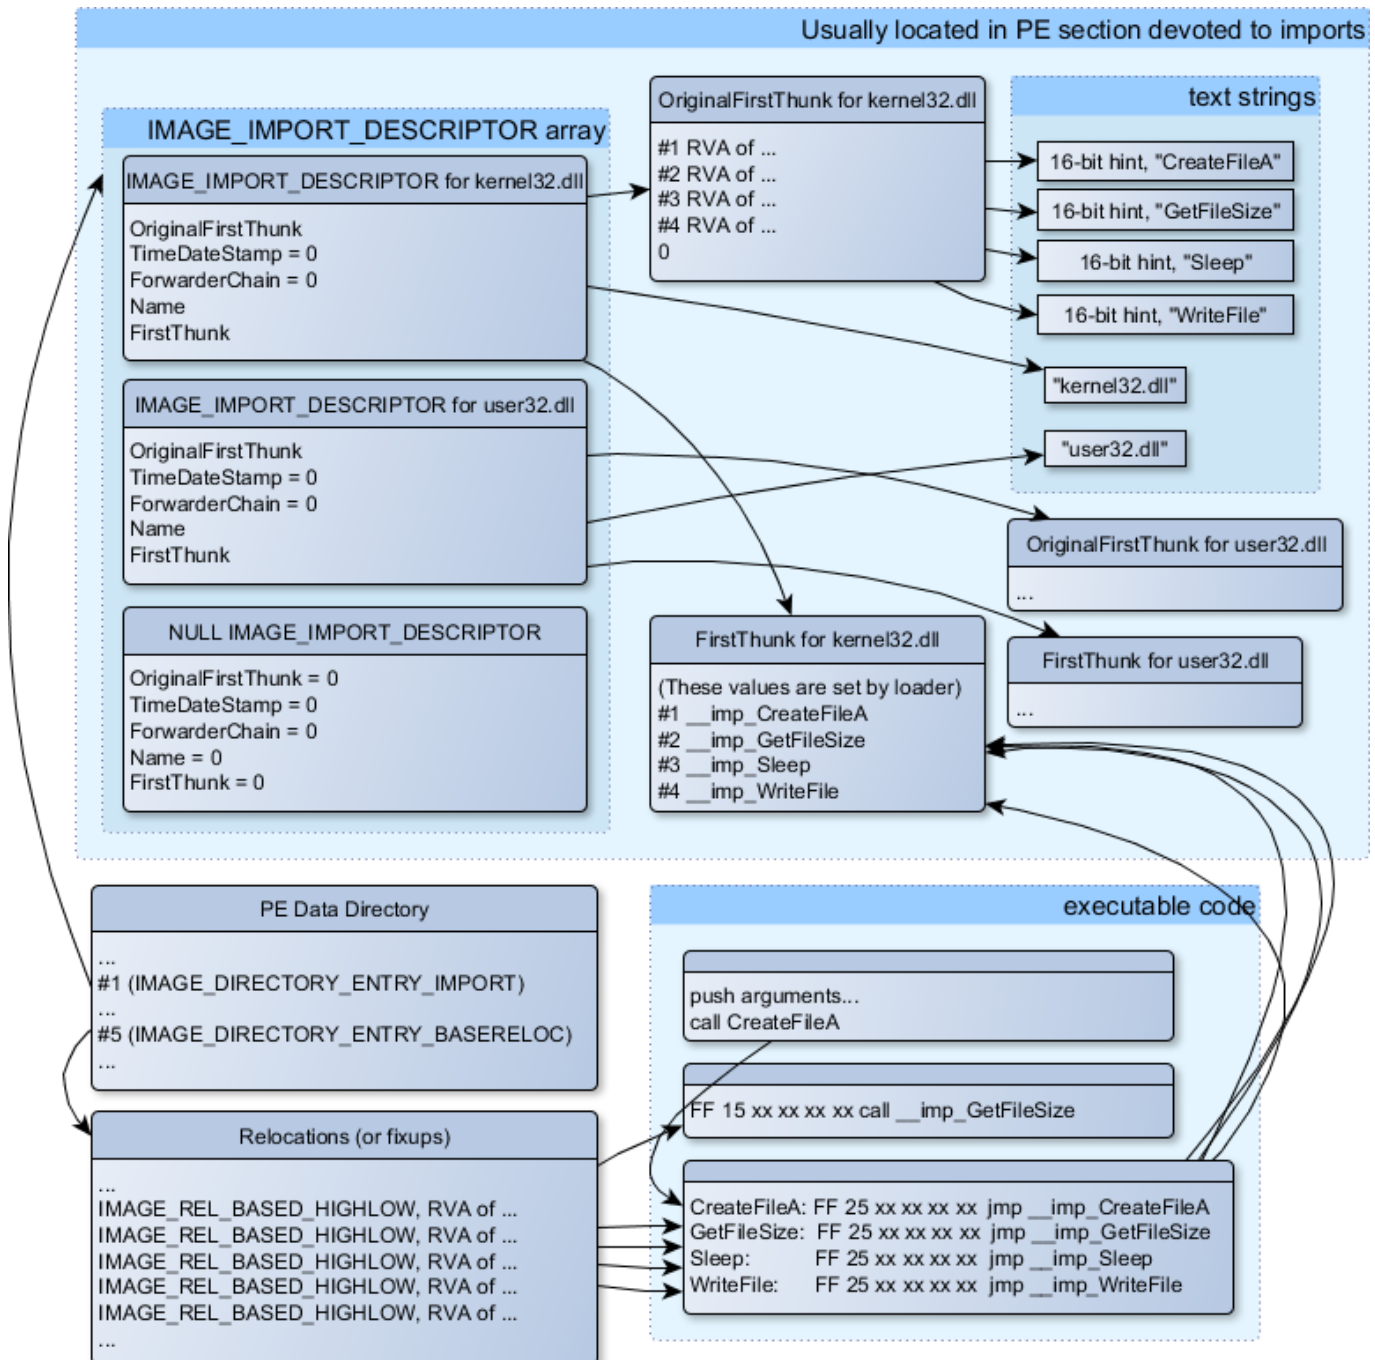 Usually located in PE section devoted to imports
IMAGE_IMPORT_DESCRIPTOR array
IMAGE_IMPORT_DESCRIPTOR for kernel32.dll
OriginalFirstThunk
TimeDateStamp = 0
ForwarderChain = 0
Name
FirstThunk
IMAGE_IMPORT_DESCRIPTOR for user32.dll
OriginalFirstThunk
TimeDateStamp = 0
ForwarderChain = 0
Name
FirstThunk
NULL IMAGE_IMPORT_DESCRIPTOR
OriginalFirstThunk = 0
TimeDateStamp = 0
ForwarderChain = 0
Name = 0
FirstThunk = 0
OriginalFirstThunk for kernel32.dll
#1 RVA of ...
#2 RVA of ...
#3 RVA of ...
#4 RVA of ...
0
text strings
16-bit hint, "CreateFileA"
16-bit hint, "GetFileSize"
16-bit hint, "Sleep"
16-bit hint, "WriteFile"
"kernel32.dll"
"user32.dll"
OriginalFirstThunk for user32.dll
...
FirstThunk for kernel32.dll
(These values are set by loader)
#1 __imp_CreateFileA
#2 __imp_GetFileSize
#3 __imp_Sleep
#4 __imp_WriteFile
FirstThunk for user32.dll
...
PE Data Directory
...
#1 (IMAGE_DIRECTORY_ENTRY_IMPORT)
...
#5 (IMAGE_DIRECTORY_ENTRY_BASERELOC)
...
Relocations (or fixups)
...
IMAGE_REL_BASED_HIGHLOW, RVA of ...
IMAGE_REL_BASED_HIGHLOW, RVA of ...
IMAGE_REL_BASED_HIGHLOW, RVA of ...
IMAGE_REL_BASED_HIGHLOW, RVA of ...
IMAGE_REL_BASED_HIGHLOW, RVA of ...
...
executable code
push arguments...
call CreateFileA
FF 15 xx xx xx xx call __imp_GetFileSize
CreateFileA: FF 25 xx xx xx xx jmp __imp_CreateFileA
GetFileSize: FF 25 xx xx xx xx jmp __imp_GetFileSize
Sleep: FF 25 xx xx xx xx jmp __imp_Sleep
WriteFile: FF 25 xx xx xx xx jmp __imp_WriteFile